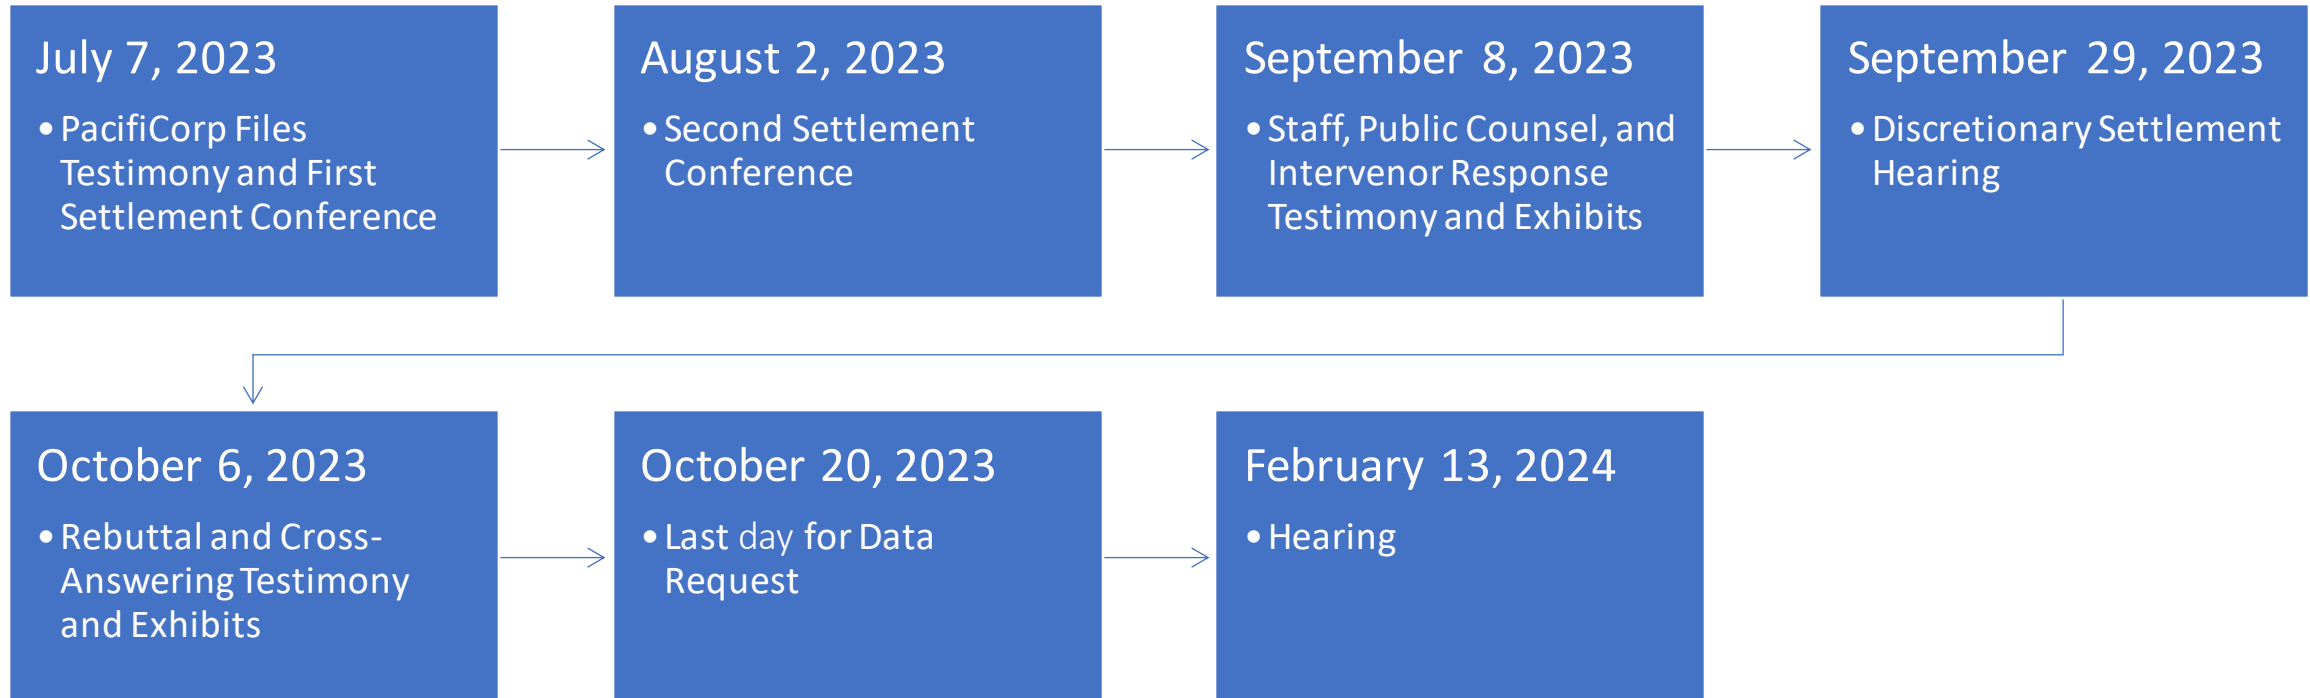 July 7, 2023
• PacifiCorp Files
Testimony and First
Settlement Conference
August 2, 2023
• Second Settlement
Conference
September 8, 2023
• Staff, Public Counsel, and
Intervenor Response
Testimony and Exhibits
September 29, 2023
• Discretionary Settlement
Hearing
October 6, 2023
• Rebuttal and Cross-
Answering Testimony
and Exhibits
October 20, 2023
• Last day for Data
Request
February 13, 2024
• Hearing